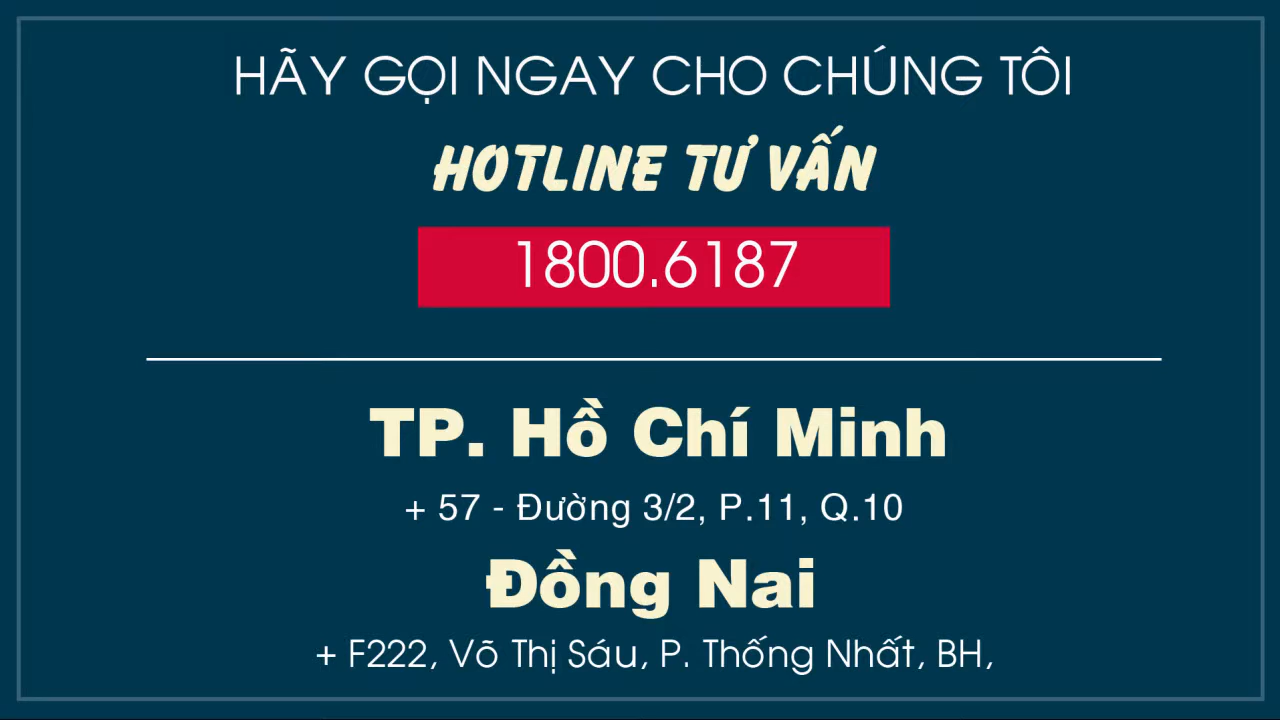 HÃY GỌI NGAY CHO CHÚNG TÔI
HOTLINE TƯ VẤN
1800.6187
TP. Hồ Chí Minh
+ 57 - Đường 3/2, P.11, Q.10
Đồng Nai
+ F222, Võ Thị Sáu, P. Thống Nhất, BH,